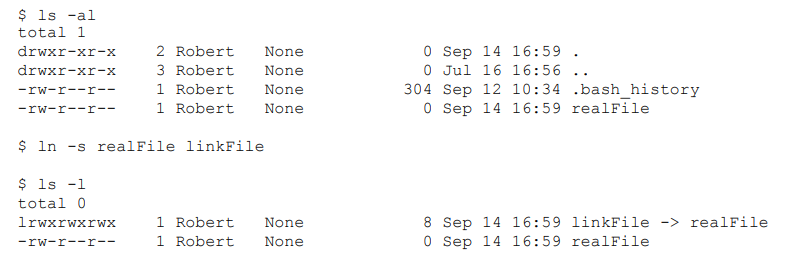 $ ls -al
total 1
drwxr-xr-x    2 Robert   None            0 Sep 14 16:59 .
drwxr-xr-x    3 Robert   None            0 Jul 16 16:56 ..
-rw-r--r--    1 Robert   None          304 Sep 12 10:34 .bash_history
-rw-r--r--    1 Robert   None            0 Sep 14 16:59 realFile
$ ln -s realFile linkFile
$ ls -l
total 0
lrwxrwxrwx    1 Robert   None            8 Sep 14 16:59 linkFile -> realFile
-rw-r--r--    1 Robert   None            0 Sep 14 16:59 realFile